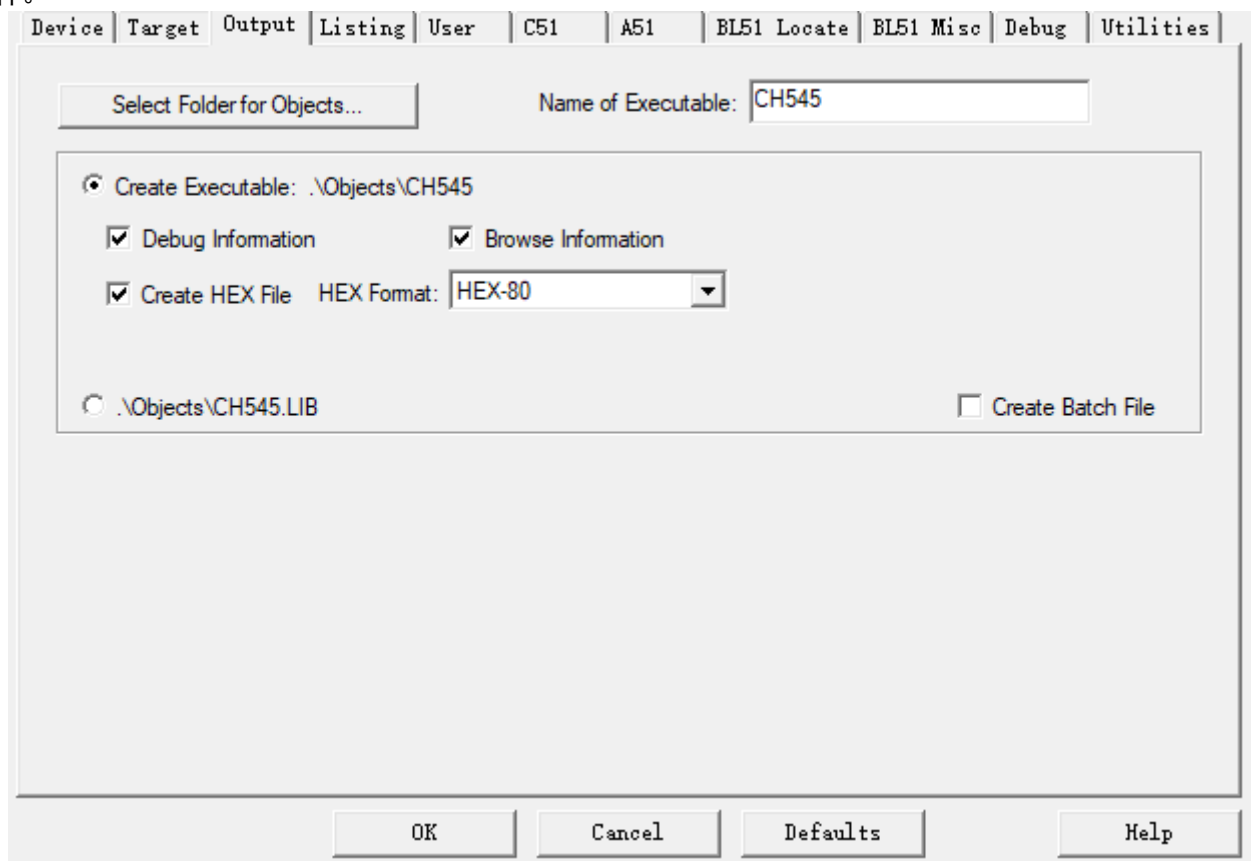 Device Target Output Listing User C51 A51 BL51 Locate BL51 Misc Debug Utilities
Select Folder for Objects... Name of Executable: CH545
Create Executable: .\Objects\CH545
Debug Information Browse Information
Create HEX File HEX Format: HEX-80
.\Objects\CH545.LIB Create Batch File
OK Cancel Defaults Help